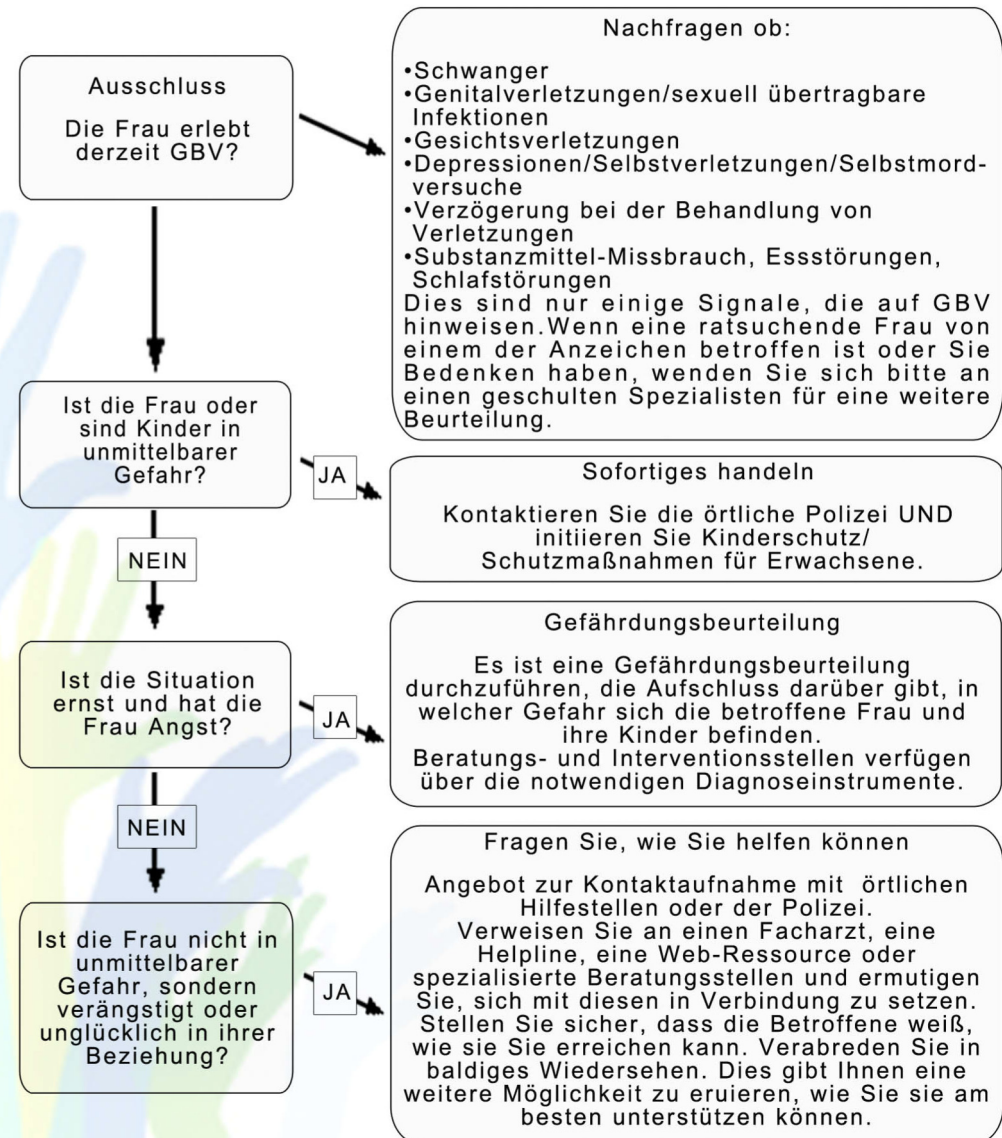 Ausschluss
Die Frau erlebt
derzeit GBV?
Nachfragen ob:
•Schwanger
•Genitalverletzungen/sexuell übertragbare
Infektionen
•Gesichtsverletzungen
•Depressionen/Selbstverletzungen/Selbstmord-
versuche
•Verzögerung bei der Behandlung von
Verletzungen
•Substanzmittel-Missbrauch, Essstörungen,
Schlafstörungen
Dies sind nur einige Signale, die auf GBV
hinweisen.Wenn eine ratsuchende Frau von
einem der Anzeichen betroffen ist oder Sie
Bedenken haben, wenden Sie sich bitte an
einen geschulten Spezialisten für eine weitere
Beurteilung.
Ist die Frau oder
sind Kinder in
unmittelbarer
Gefahr?
JA
Sofortiges handeln
Kontaktieren Sie die örtliche Polizei UND
initiieren Sie Kinderschutz/
Schutzmaßnahmen für Erwachsene.
NEIN
Ist die Situation
ernst und hat die
Frau Angst?
JA
Gefährdungsbeurteilung
Es ist eine Gefährdungsbeurteilung
durchzuführen, die Aufschluss darüber gibt, in
welcher Gefahr sich die betroffene Frau und
ihre Kinder befinden.
Beratungs- und Interventionsstellen verfügen
über die notwendigen Diagnoseinstrumente.
NEIN
Ist die Frau nicht in
unmittelbarer
Gefahr, sondern
verängstigt oder
unglücklich in ihrer
Beziehung?
JA
Fragen Sie, wie Sie helfen können
Angebot zur Kontaktaufnahme mit örtlichen
Hilfestellen oder der Polizei.
Verweisen Sie an einen Facharzt, eine
Helpline, eine Web-Ressource oder
spezialisierte Beratungsstellen und ermutigen
Sie, sich mit diesen in Verbindung zu setzen.
Stellen Sie sicher, dass die Betroffene weiß,
wie sie Sie erreichen kann. Verabreden Sie in
baldiges Wiedersehen. Dies gibt Ihnen eine
weitere Möglichkeit zu eruieren, wie Sie sie am
besten unterstützen können.